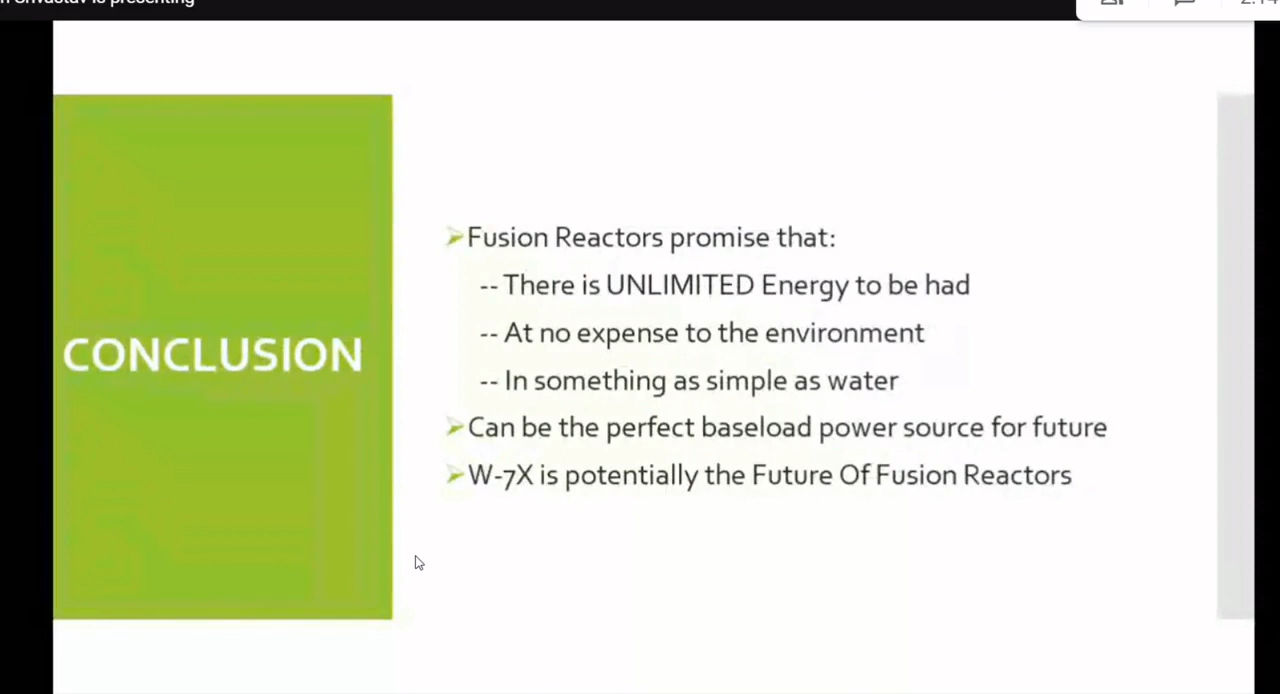 is presenting
CONCLUSION
Fusion Reactors promise that:
-- There is UNLIMITED Energy to be had
-- At no expense to the environment
-- In something as simple as water
Can be the perfect baseload power source for future
W-7X is potentially the Future Of Fusion Reactors